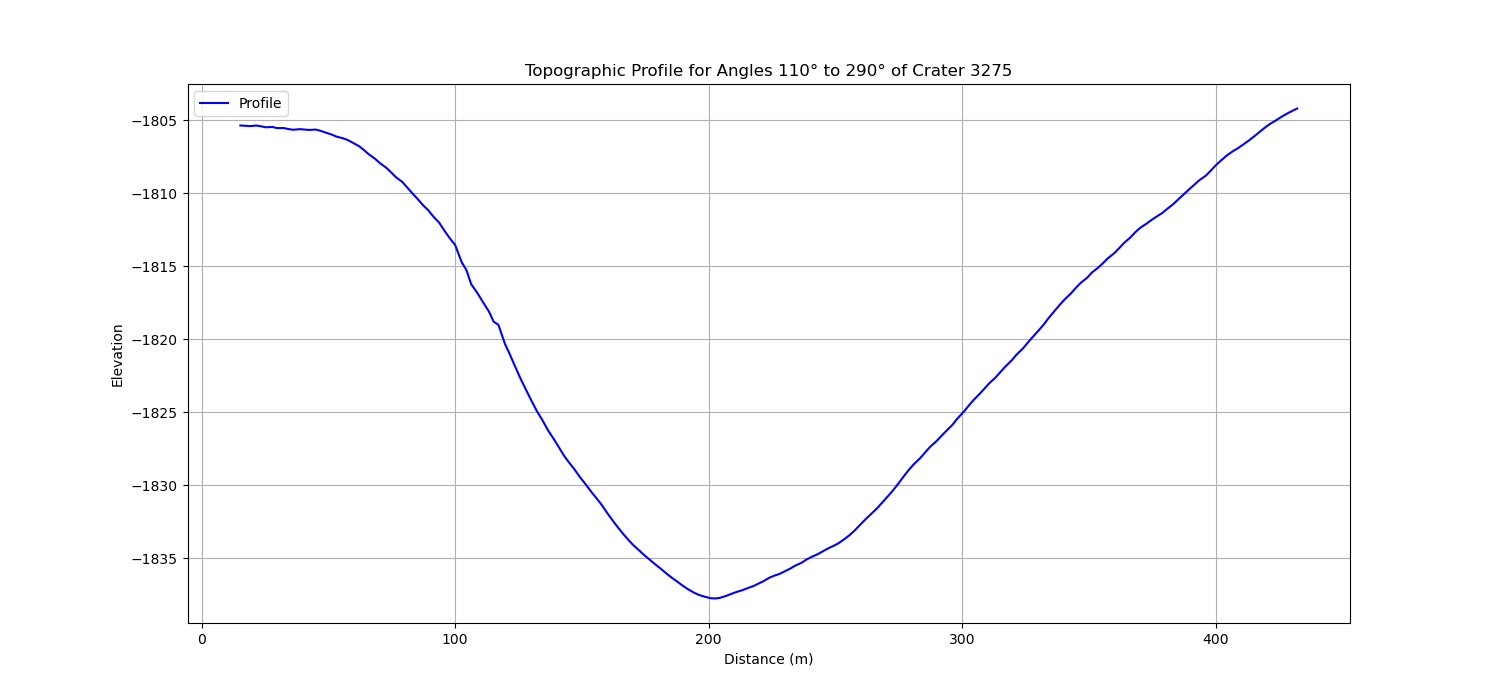 Topographic Profile for Angles 110° to 290° of Crater 3275
Profile
−1805
−1810
−1815
−1820
−1825
−1830
−1835
Elevation
0 100 200 300 400
Distance (m)